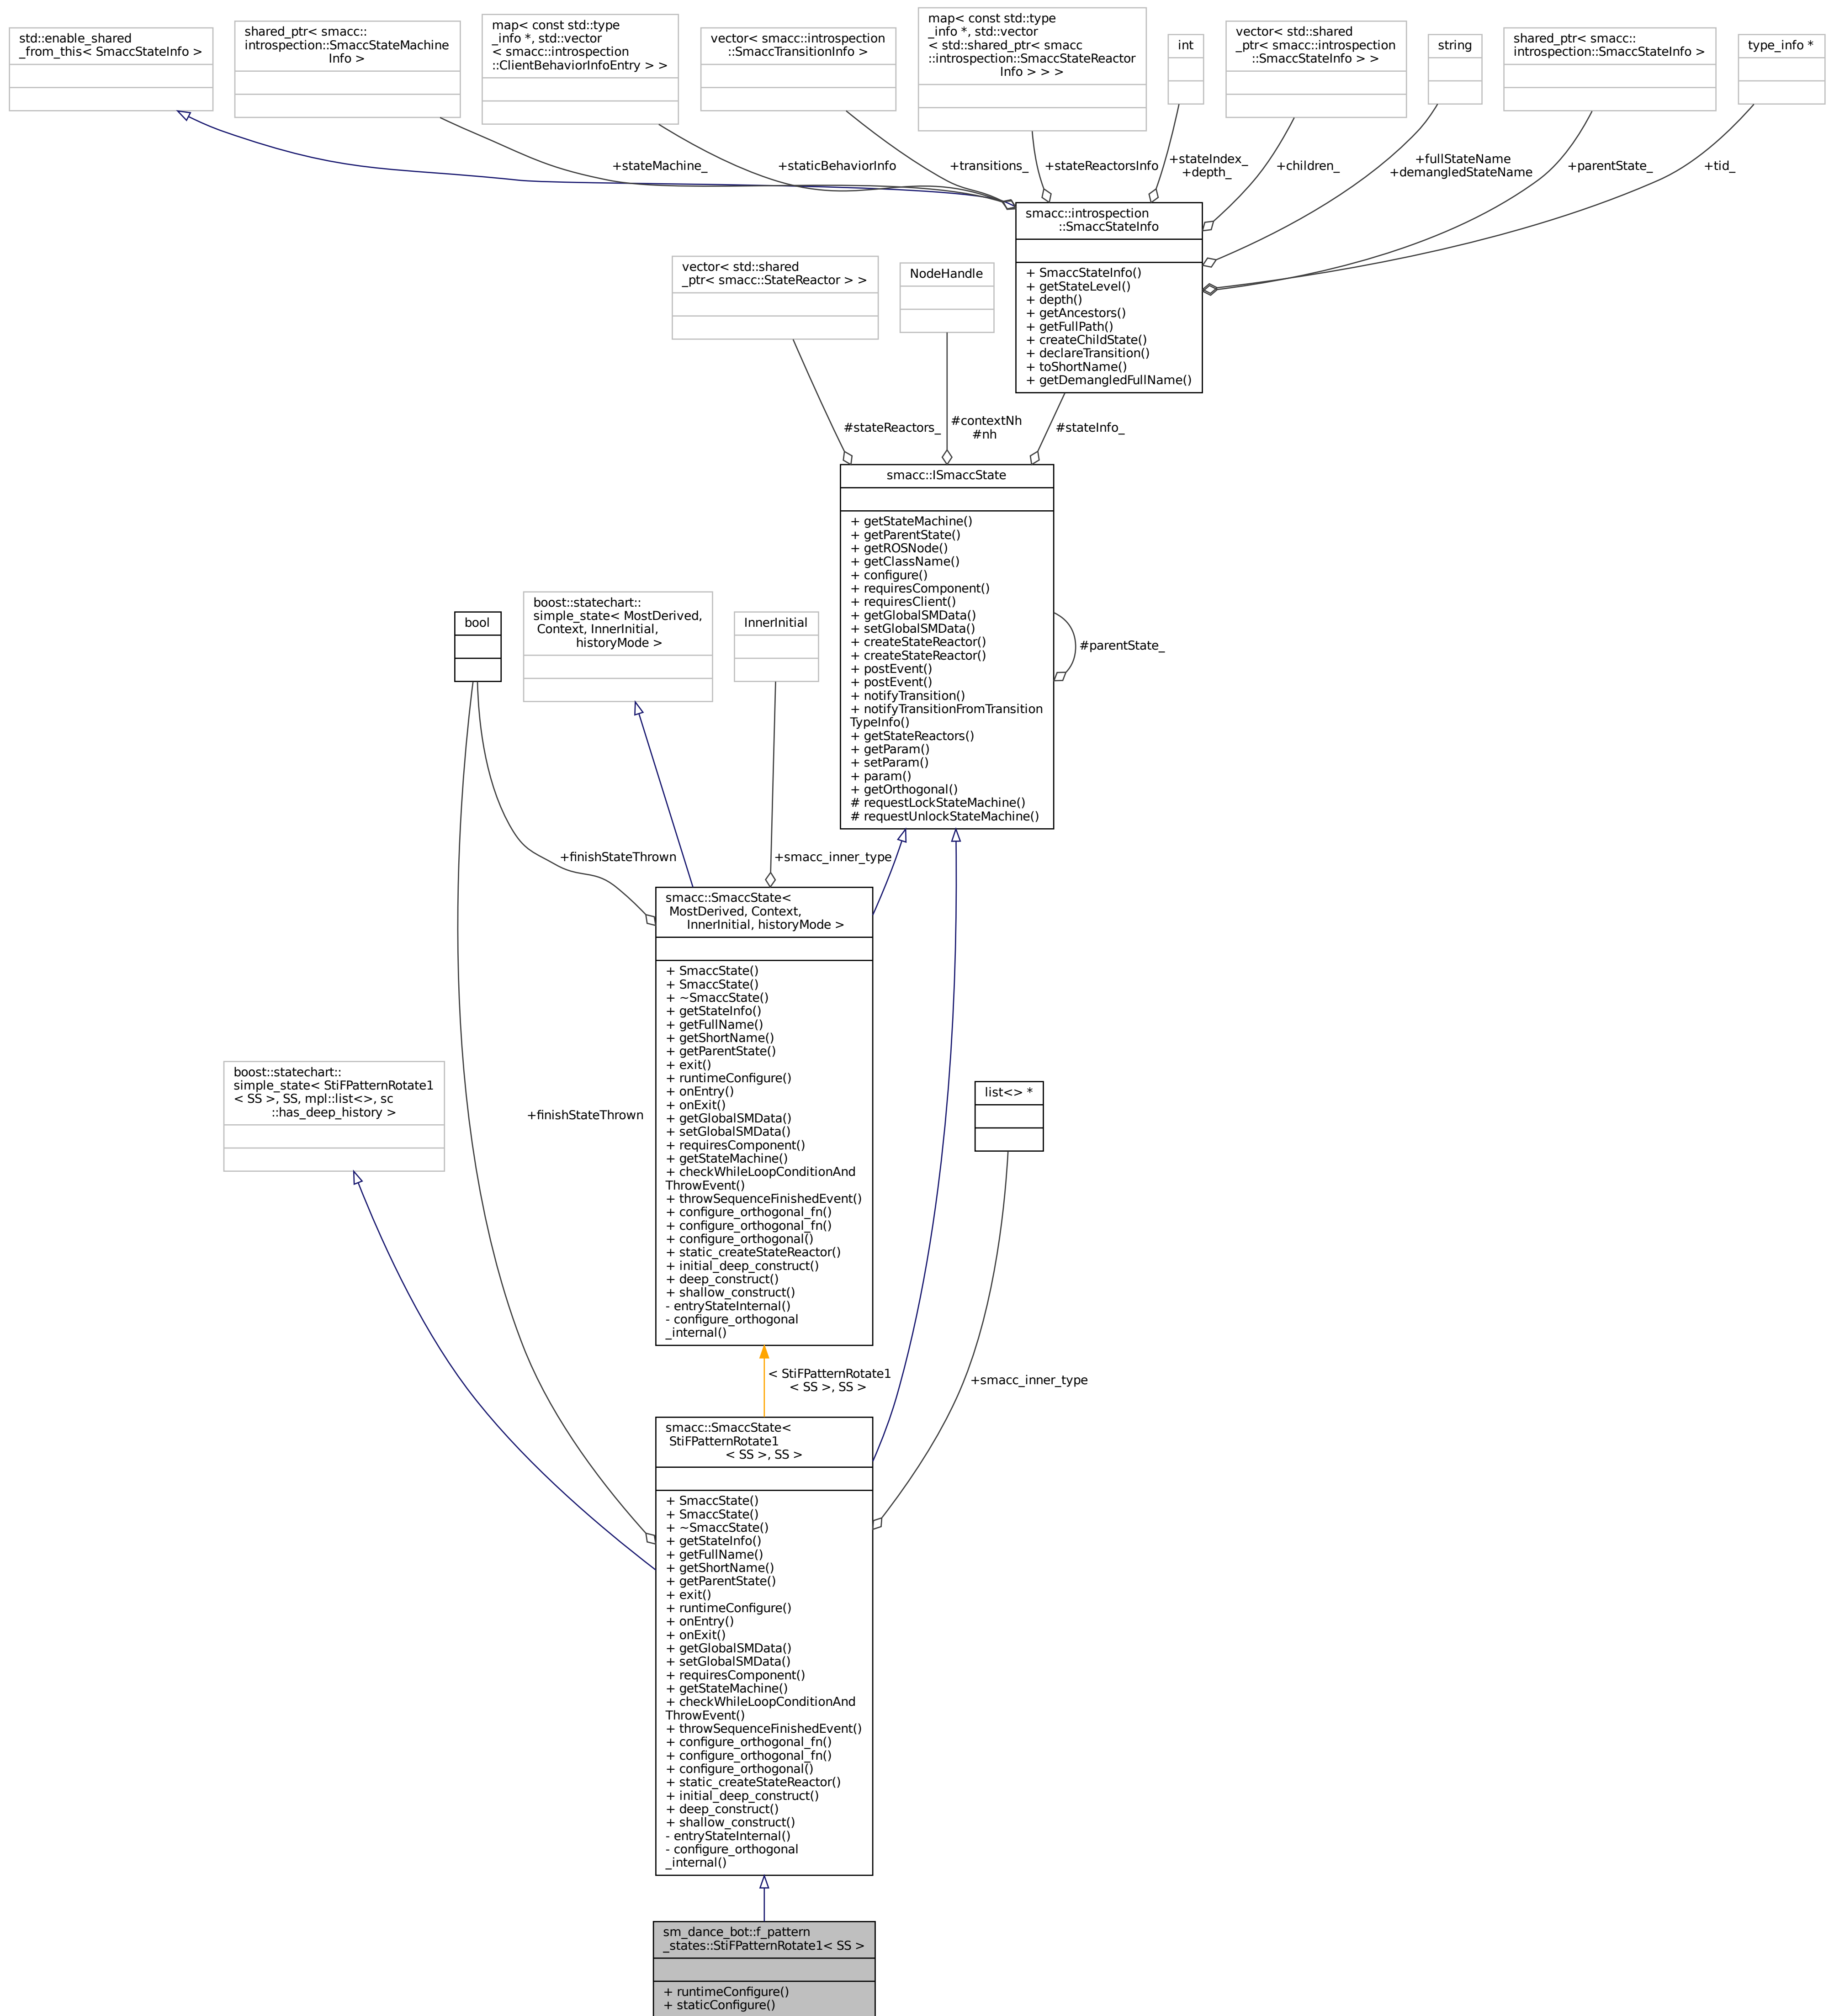 std::enable_shared
_from_this< SmaccStateInfo >
shared_ptr< smacc::
introspection::SmaccStateMachine
Info >
map< const std::type
_info *, std::vector
< smacc::introspection
::ClientBehaviorInfoEntry > >
vector< smacc::introspection
::SmaccTransitionInfo >
map< const std::type
_info *, std::vector
< std::shared_ptr< smacc
::introspection::SmaccStateReactor
Info > > >
int
vector< std::shared
_ptr< smacc::introspection
::SmaccStateInfo > >
string
shared_ptr< smacc::
introspection::SmaccStateInfo >
type_info *
+stateMachine_
+staticBehaviorInfo
+transitions_
+stateReactorsInfo
+stateIndex_
+depth_
+children_
+fullStateName
+demangledStateName
+parentState_
+tid_
smacc::introspection
::SmaccStateInfo
+ SmaccStateInfo()
+ getStateLevel()
+ depth()
+ getAncestors()
+ getFullPath()
+ createChildState()
+ declareTransition()
+ toShortName()
+ getDemangledFullName()
vector< std::shared
_ptr< smacc::StateReactor > >
NodeHandle
#stateReactors_
#contextNh
#nh
#stateInfo_
smacc::ISmaccState
+ getStateMachine()
+ getParentState()
+ getROSNode()
+ getClassName()
+ configure()
+ requiresComponent()
+ requiresClient()
+ getGlobalSMData()
+ setGlobalSMData()
+ createStateReactor()
+ createStateReactor()
+ postEvent()
+ postEvent()
+ notifyTransition()
+ notifyTransitionFromTransition
TypeInfo()
+ getStateReactors()
+ getParam()
+ setParam()
+ param()
+ getOrthogonal()
# requestLockStateMachine()
# requestUnlockStateMachine()
#parentState_
bool
boost::statechart::
simple_state< MostDerived,
Context, InnerInitial,
historyMode >
InnerInitial
+finishStateThrown
+smacc_inner_type
smacc::SmaccState<
MostDerived, Context,
InnerInitial, historyMode >
+ SmaccState()
+ SmaccState()
+ ~SmaccState()
+ getStateInfo()
+ getFullName()
+ getShortName()
+ getParentState()
+ exit()
+ runtimeConfigure()
+ onEntry()
+ onExit()
+ getGlobalSMData()
+ setGlobalSMData()
+ requiresComponent()
+ getStateMachine()
+ checkWhileLoopConditionAnd
ThrowEvent()
+ throwSequenceFinishedEvent()
+ configure_orthogonal_fn()
+ configure_orthogonal_fn()
+ configure_orthogonal()
+ static_createStateReactor()
+ initial_deep_construct()
+ deep_construct()
+ shallow_construct()
- entryStateInternal()
- configure_orthogonal
_internal()
boost::statechart::
simple_state< StiFPatternRotate1
< SS >, SS, mpl::list<>, sc
::has_deep_history >
+finishStateThrown
list<> *
< StiFPatternRotate1
< SS >, SS >
+smacc_inner_type
smacc::SmaccState<
StiFPatternRotate1
< SS >, SS >
+ SmaccState()
+ SmaccState()
+ ~SmaccState()
+ getStateInfo()
+ getFullName()
+ getShortName()
+ getParentState()
+ exit()
+ runtimeConfigure()
+ onEntry()
+ onExit()
+ getGlobalSMData()
+ setGlobalSMData()
+ requiresComponent()
+ getStateMachine()
+ checkWhileLoopConditionAnd
ThrowEvent()
+ throwSequenceFinishedEvent()
+ configure_orthogonal_fn()
+ configure_orthogonal_fn()
+ configure_orthogonal()
+ static_createStateReactor()
+ initial_deep_construct()
+ deep_construct()
+ shallow_construct()
- entryStateInternal()
- configure_orthogonal
_internal()
sm_dance_bot::f_pattern
_states::StiFPatternRotate1< SS >
+ runtimeConfigure()
+ staticConfigure()